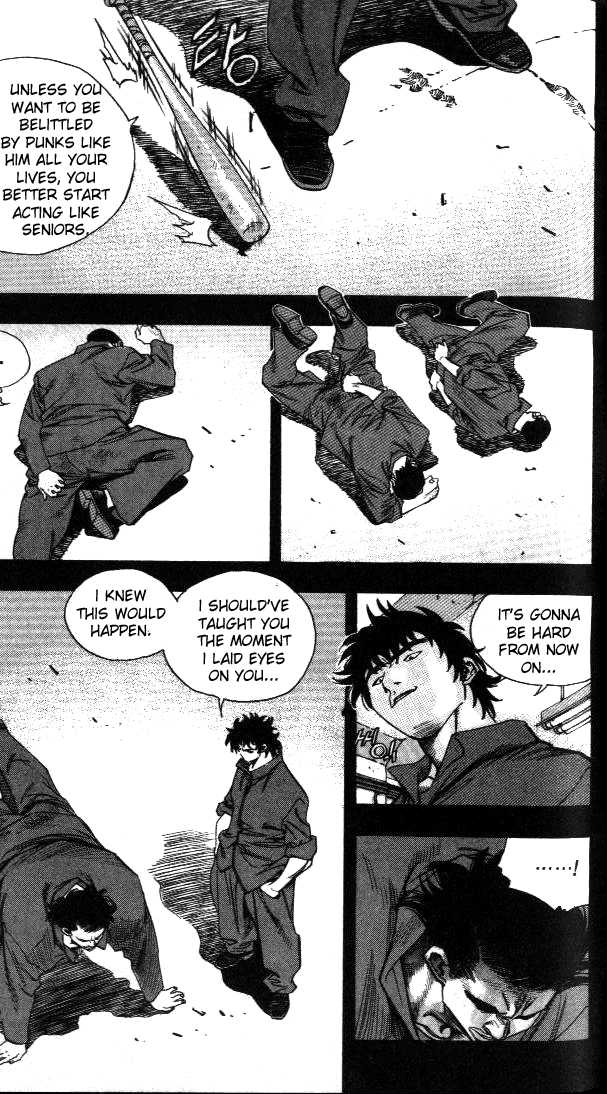 탕
UNLESS YOU
WANT TO BE
BELITTLED
BY PUNKS LIKE
HIM ALL YOUR
LIVES, YOU
BETTER START
ACTING LIKE
SENIORS.
I KNEW
THIS WOULD
HAPPEN.
I SHOULD'VE
TAUGHT YOU
THE MOMENT
I LAID EYES
ON YOU...
IT'S GONNA
BE HARD
FROM NOW
ON...
......!